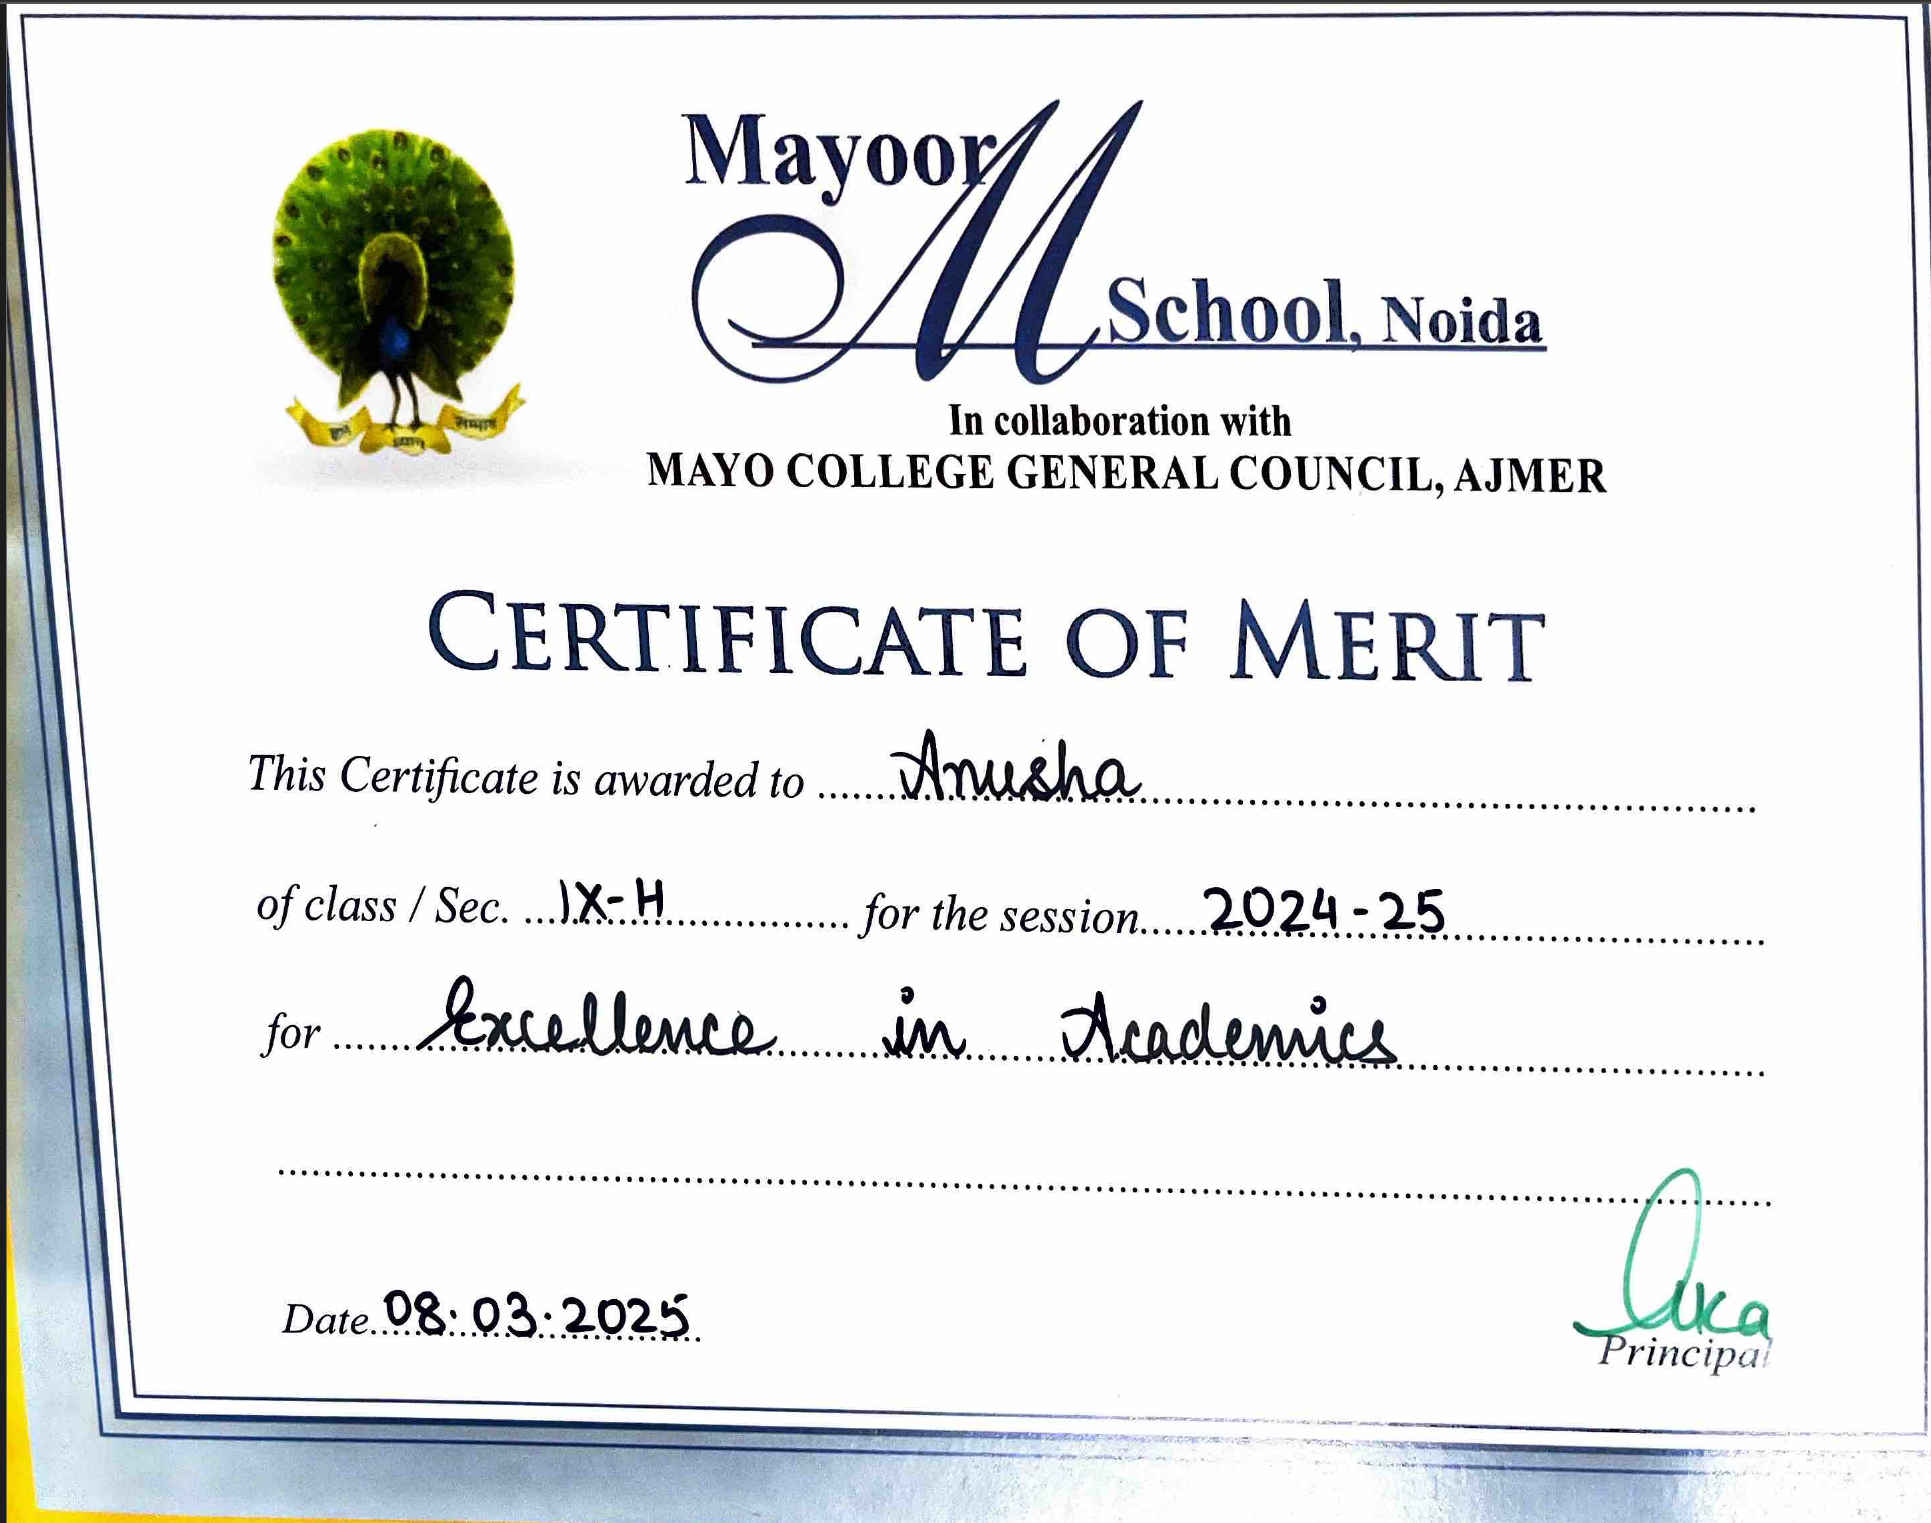 Mayoor
M School, Noida
In collaboration with
MAYO COLLEGE GENERAL COUNCIL, AJMER
CERTIFICATE OF MERIT
This Certificate is awarded to ....... Anusha ..............................
of class / Sec. ... IX-H .................. for the session...... 2024-25 ..............................
for ....... Excellence in Academics ..............................
Date.. 08.03.2025
Principal